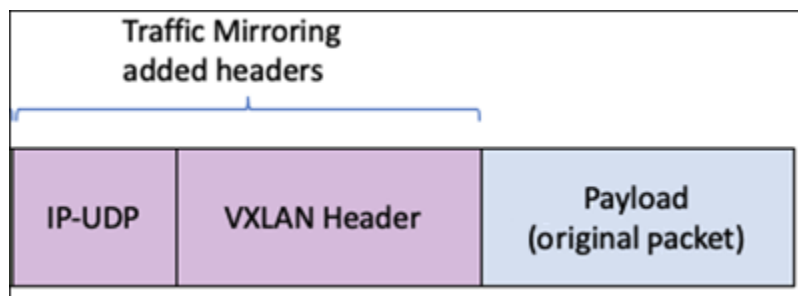 Traffic Mirroring
added headers
IP-UDP
VXLAN Header
Payload
(original packet)